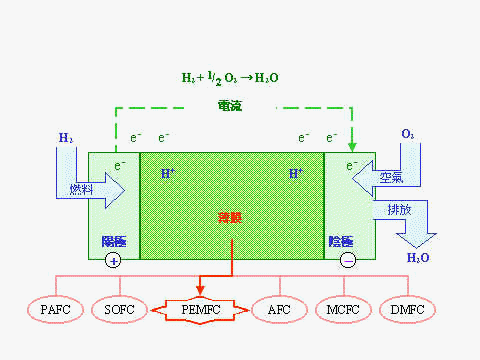 H₂ + 1/2 O₂ → H₂O
電流
e⁻ e⁻ e⁻ e⁻
H₂ O₂
e⁻ e⁻
H⁺ H⁺
燃料 空氣
排放
薄膜
陽極 陰極
H₂O
+ −
PAFC SOFC PEMFC AFC MCFC DMFC